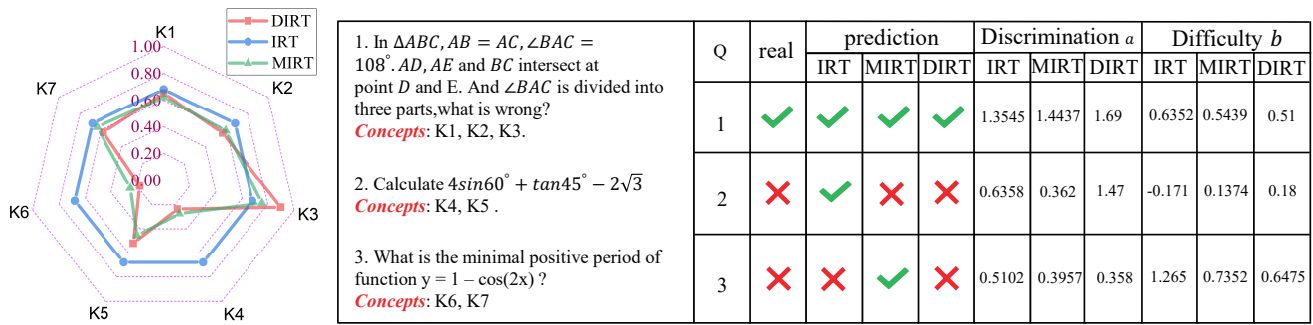 DIRT
IRT
MIRT
K1
1.00
0.80
0.60
0.40
0.20
0.00
K2
K3
K4
K5
K6
K7
1. In ΔABC, AB = AC, ∠BAC =
108°. AD, AE and BC intersect at
point D and E. And ∠BAC is divided into
three parts,what is wrong?
Concepts: K1, K2, K3.
2. Calculate 4sin60° + tan45° − 2√3
Concepts: K4, K5 .
3. What is the minimal positive period of
function y = 1 – cos(2x) ?
Concepts: K6, K7
Q real prediction Discrimination a Difficulty b
IRT MIRT DIRT IRT MIRT DIRT IRT MIRT DIRT
1 1.3545 1.4437 1.69 0.6352 0.5439 0.51
2 0.6358 0.362 1.47 -0.171 0.1374 0.18
3 0.5102 0.3957 0.358 1.265 0.7352 0.6475